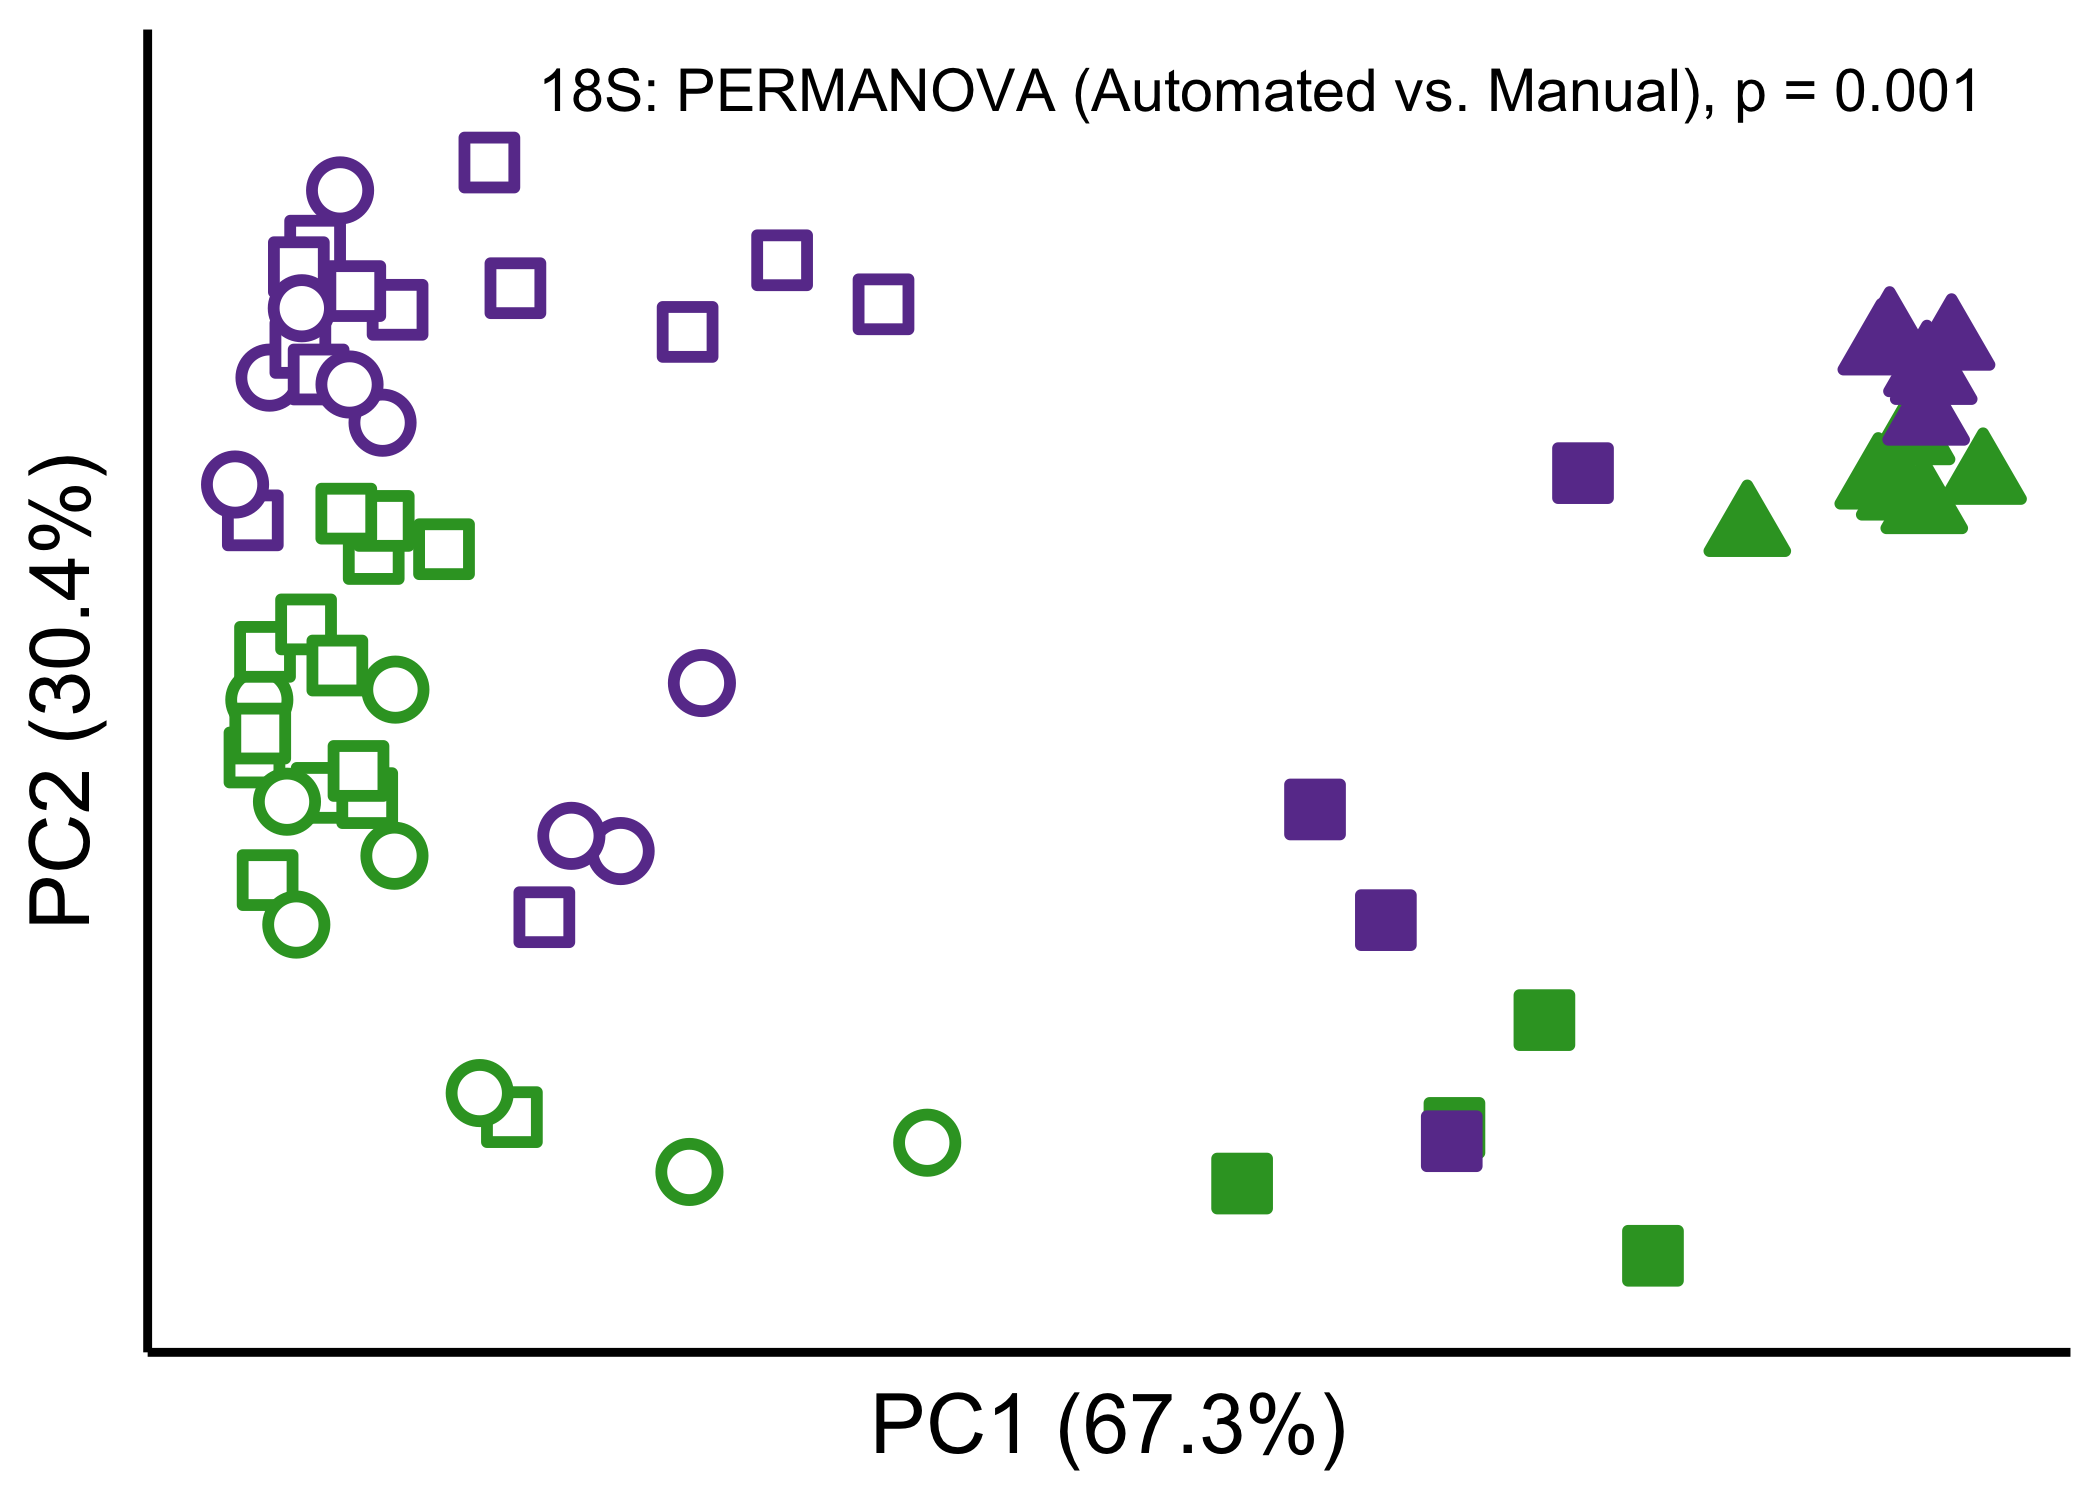 18S: PERMANOVA (Automated vs. Manual), p = 0.001
PC2 (30.4%)
PC1 (67.3%)